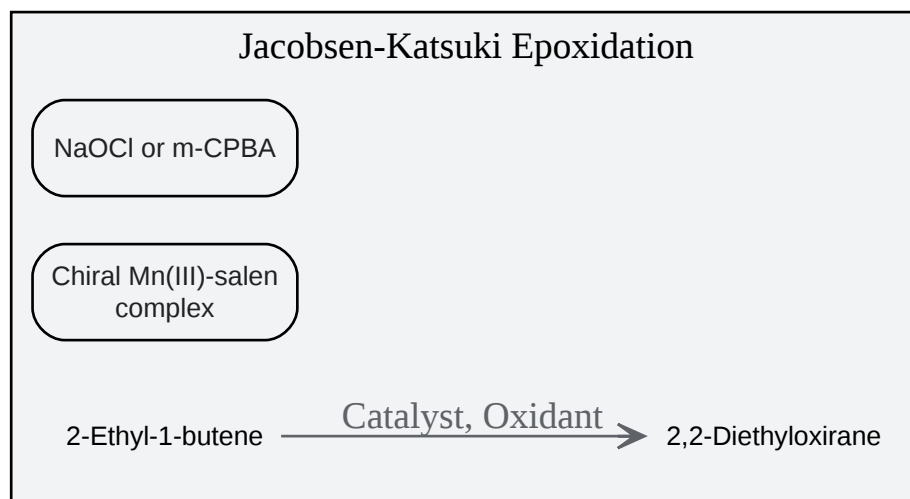 Jacobsen-Katsuki Epoxidation
NaOCl or m-CPBA
Chiral Mn(III)-salen
complex
Catalyst, Oxidant
2-Ethyl-1-butene
2,2-Diethyloxirane